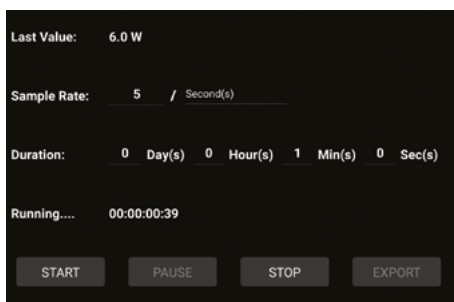 Last Value: 6.0 W
Sample Rate: 5 / Second(s)
Duration: 0 Day(s) 0 Hour(s) 1 Min(s) 0 Sec(s)
Running.... 00:00:00:39
START PAUSE STOP EXPORT